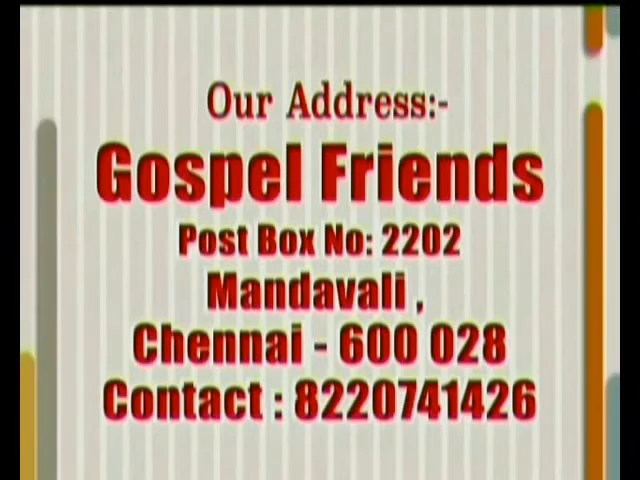 Our Address:-
Gospel Friends
Post Box No: 2202
Mandavali ,
Chennai - 600 028
Contact : 8220741426